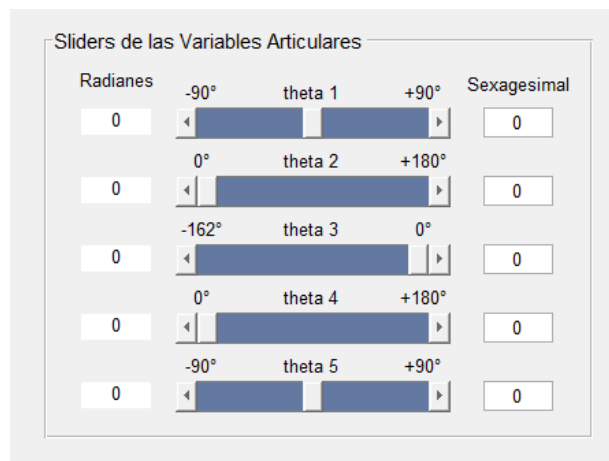 Sliders de las Variables Articulares
Radianes -90° theta 1 +90° Sexagesimal
0 0
0° theta 2 +180°
0 0
-162° theta 3 0°
0 0
0° theta 4 +180°
0 0
-90° theta 5 +90°
0 0